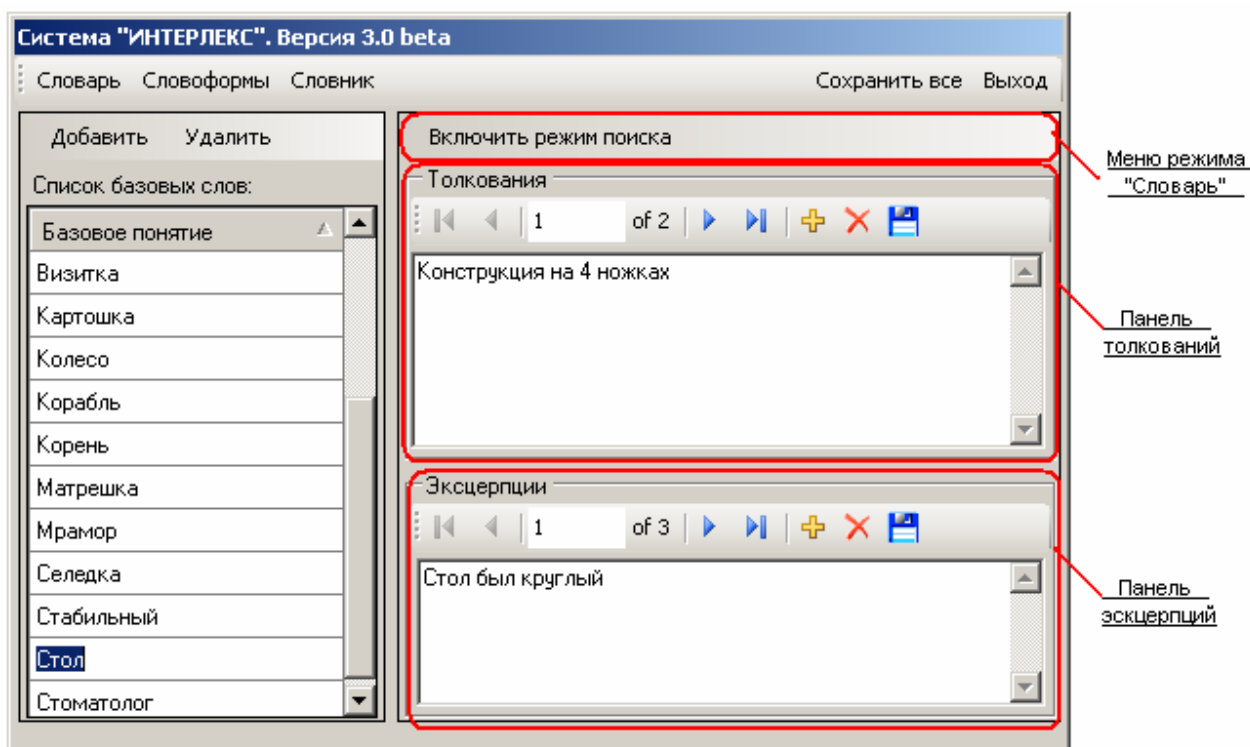 Система "ИНТЕРЛЕКС". Версия 3.0 beta
Словарь Словоформы Словник Сохранить все Выход
Добавить Удалить
Список базовых слов:
Базовое понятие
Визитка
Картошка
Колесо
Корабль
Корень
Матрешка
Мрамор
Селедка
Стабильный
Стол
Стоматолог
Включить режим поиска
Толкования
1 of 2
Конструкция на 4 ножках
Эксцерпции
1 of 3
Стол был круглый
Меню режима
"Словарь"
Панель
толкований
Панель
эскцерпций